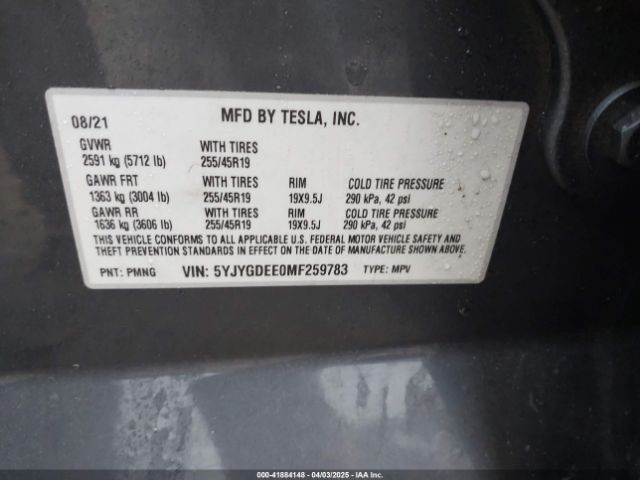 08/21 MFD BY TESLA, INC.
GVWR WITH TIRES
2591 kg (5712 lb) 255/45R19
GAWR FRT WITH TIRES RIM COLD TIRE PRESSURE
1363 kg (3004 lb) 255/45R19 19X9.5J 290 kPa, 42 psi
GAWR RR WITH TIRES RIM COLD TIRE PRESSURE
1636 kg (3606 lb) 255/45R19 19X9.5J 290 kPa, 42 psi
THIS VEHICLE CONFORMS TO ALL APPLICABLE U.S. FEDERAL MOTOR VEHICLE SAFETY AND
THEFT PREVENTION STANDARDS IN EFFECT ON THE DATE OF MANUFACTURE SHOWN ABOVE.
PNT: PMNG VIN: 5YJYGDEE0MF259783 TYPE: MPV
000-41884148 - 04/03/2025 - IAA Inc.